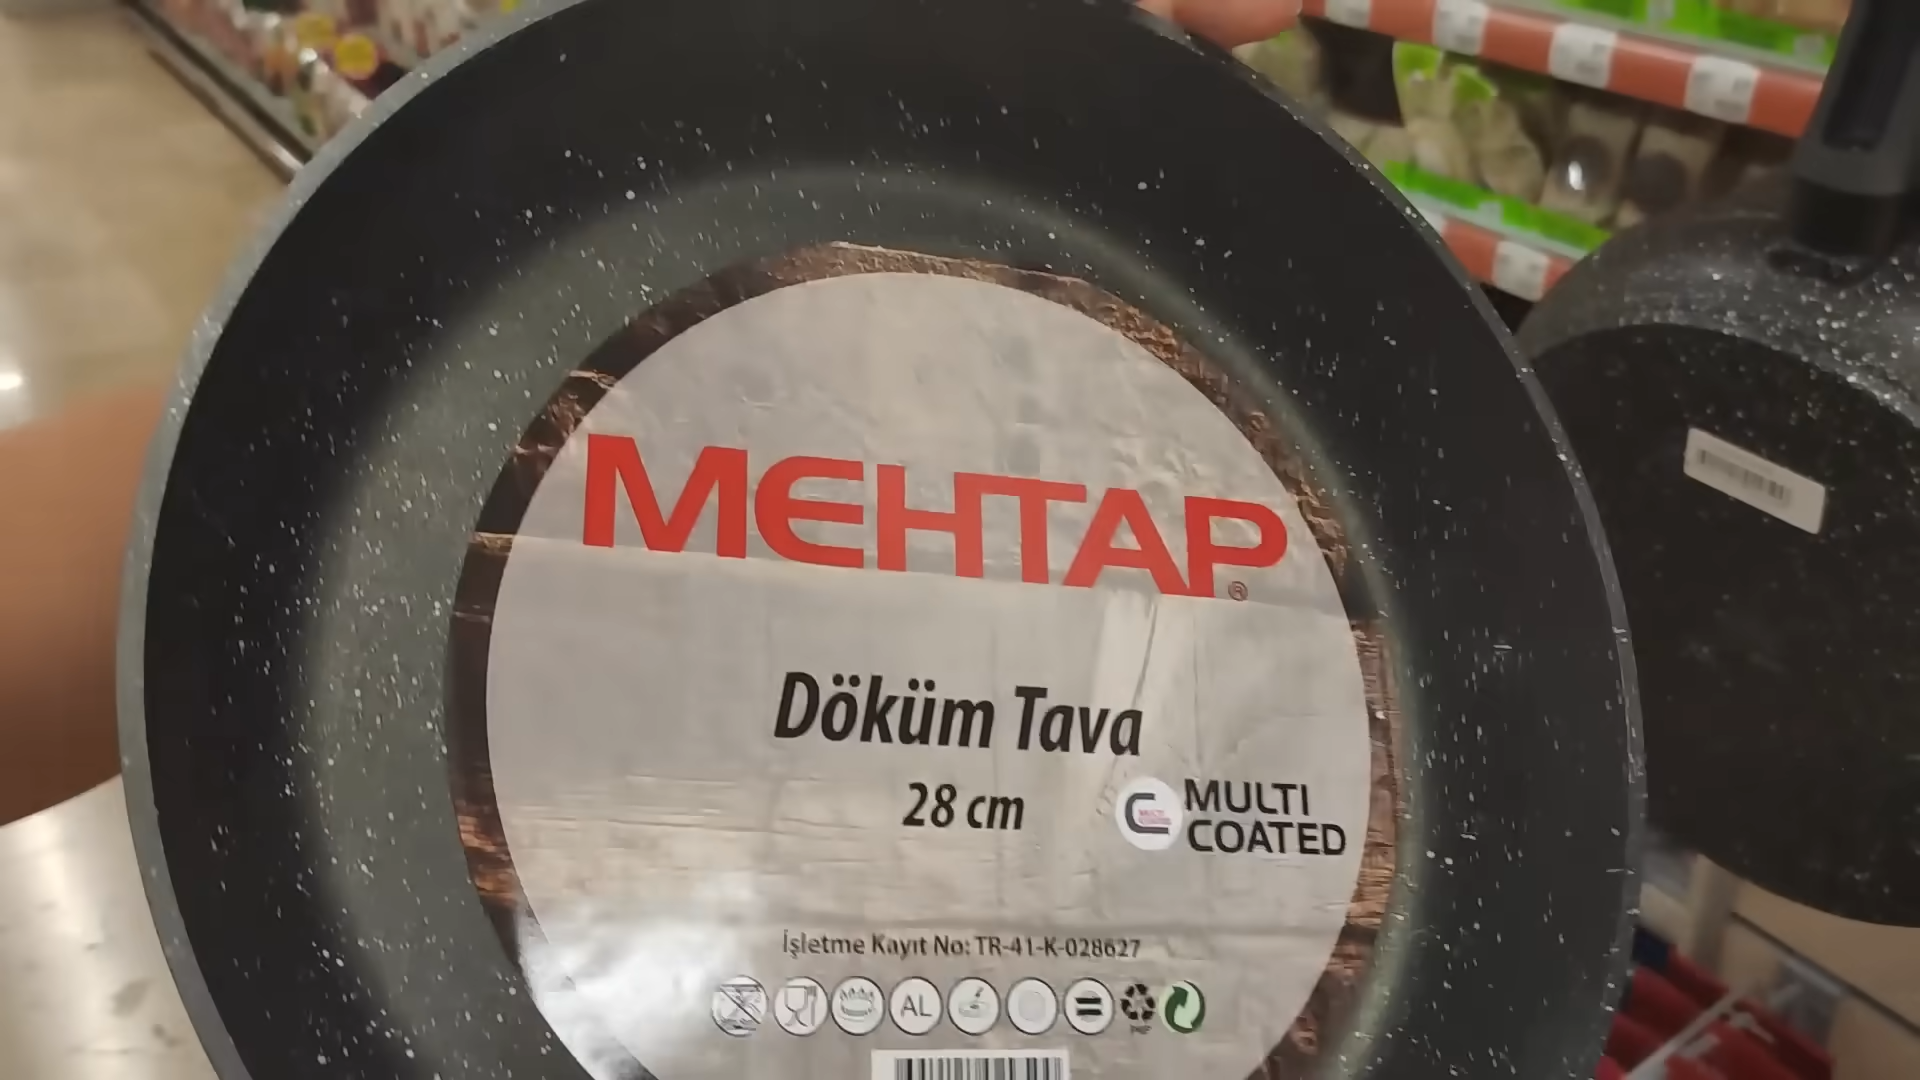 MEHTAP®
Döküm Tava
28 cm
MULTI
COATED
İşletme Kayıt No: TR-41-K-028627
AL